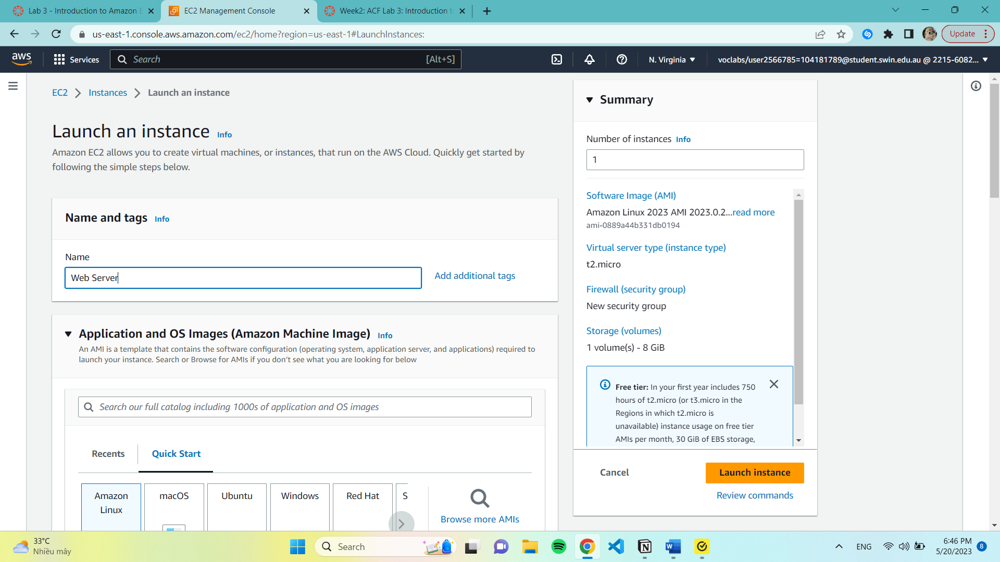 Lab 3 - Introduction to Amazon E
EC2 Management Console
Week2: ACF Lab 3: Introduction t
us-east-1.console.aws.amazon.com/ec2/home?region=us-east-1#LaunchInstances:
Update
aws
Services
Search
[Alt+S]
N. Virginia
voclabs/user2566785=104181789@student.swin.edu.au @ 2215-6082...
EC2
Instances
Launch an instance
Launch an instance Info
Amazon EC2 allows you to create virtual machines, or instances, that run on the AWS Cloud. Quickly get started by
following the simple steps below.
Name and tags Info
Name
Web Server
Add additional tags
Application and OS Images (Amazon Machine Image) Info
An AMI is a template that contains the software configuration (operating system, application server, and applications) required to
launch your instance. Search or Browse for AMIs if you don't see what you are looking for below
Search our full catalog including 1000s of application and OS images
Recents
Quick Start
Amazon
Linux
macOS
Ubuntu
Windows
Red Hat
S
Browse more AMIs
Summary
Number of instances Info
1
Software Image (AMI)
Amazon Linux 2023 AMI 2023.0.2...read more
ami-0889a44b331db0194
Virtual server type (instance type)
t2.micro
Firewall (security group)
New security group
Storage (volumes)
1 volume(s) - 8 GiB
Free tier: In your first year includes 750
hours of t2.micro (or t3.micro in the
Regions in which t2.micro is
unavailable) instance usage on free tier
AMIs per month, 30 GiB of EBS storage,
Cancel
Launch instance
Review commands
33°C
Nhiều mây
Search
ENG
6:46 PM
5/20/2023
8